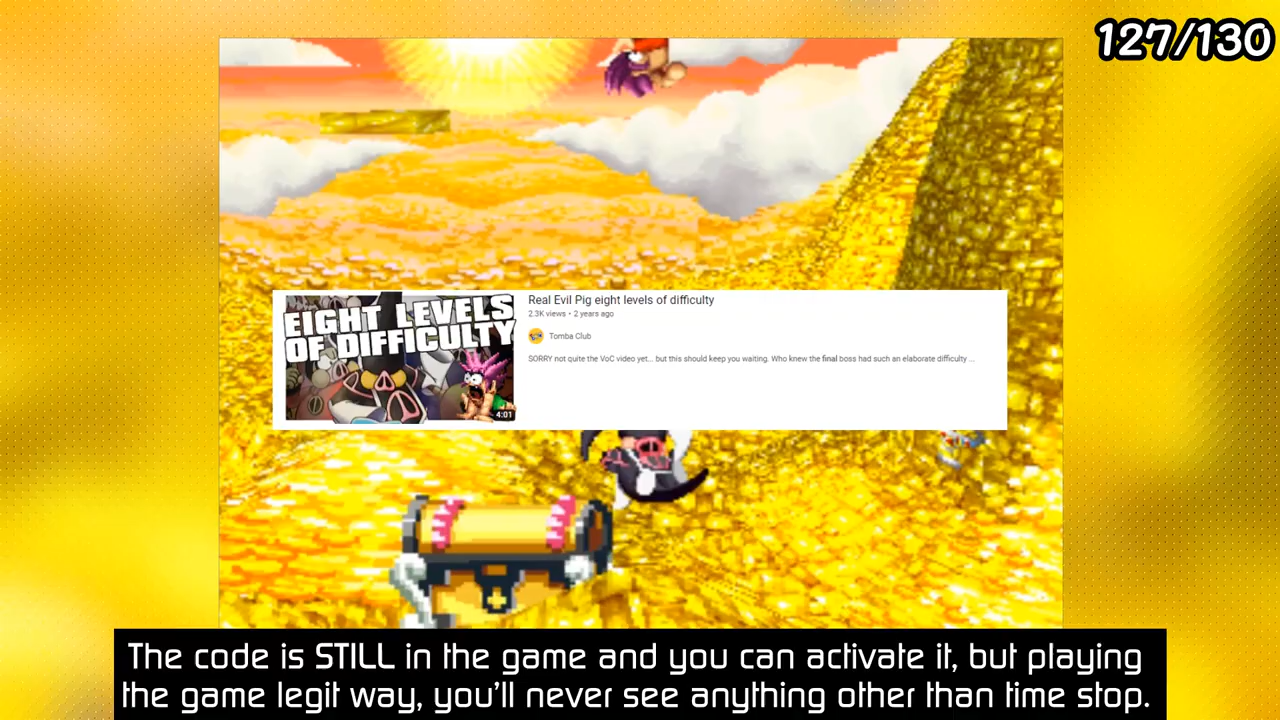 127/130
EIGHT LEVELS
OF DIFFICULTY
4:01
Real Evil Pig eight levels of difficulty
2.3K views • 2 years ago
Tomba Club
SORRY not quite the VoC video yet... but this should keep you waiting. Who knew the final boss had such an elaborate difficulty ...
The code is STILL in the game and you can activate it, but playing
the game legit way, you'll never see anything other than time stop.